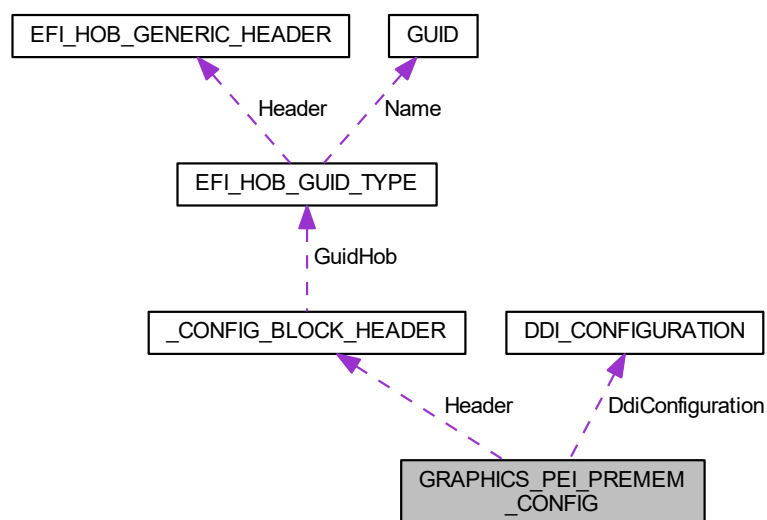 EFI_HOB_GENERIC_HEADER
GUID
Header
Name
EFI_HOB_GUID_TYPE
GuidHob
_CONFIG_BLOCK_HEADER
DDI_CONFIGURATION
Header
DdiConfiguration
GRAPHICS_PEI_PREMEM
_CONFIG